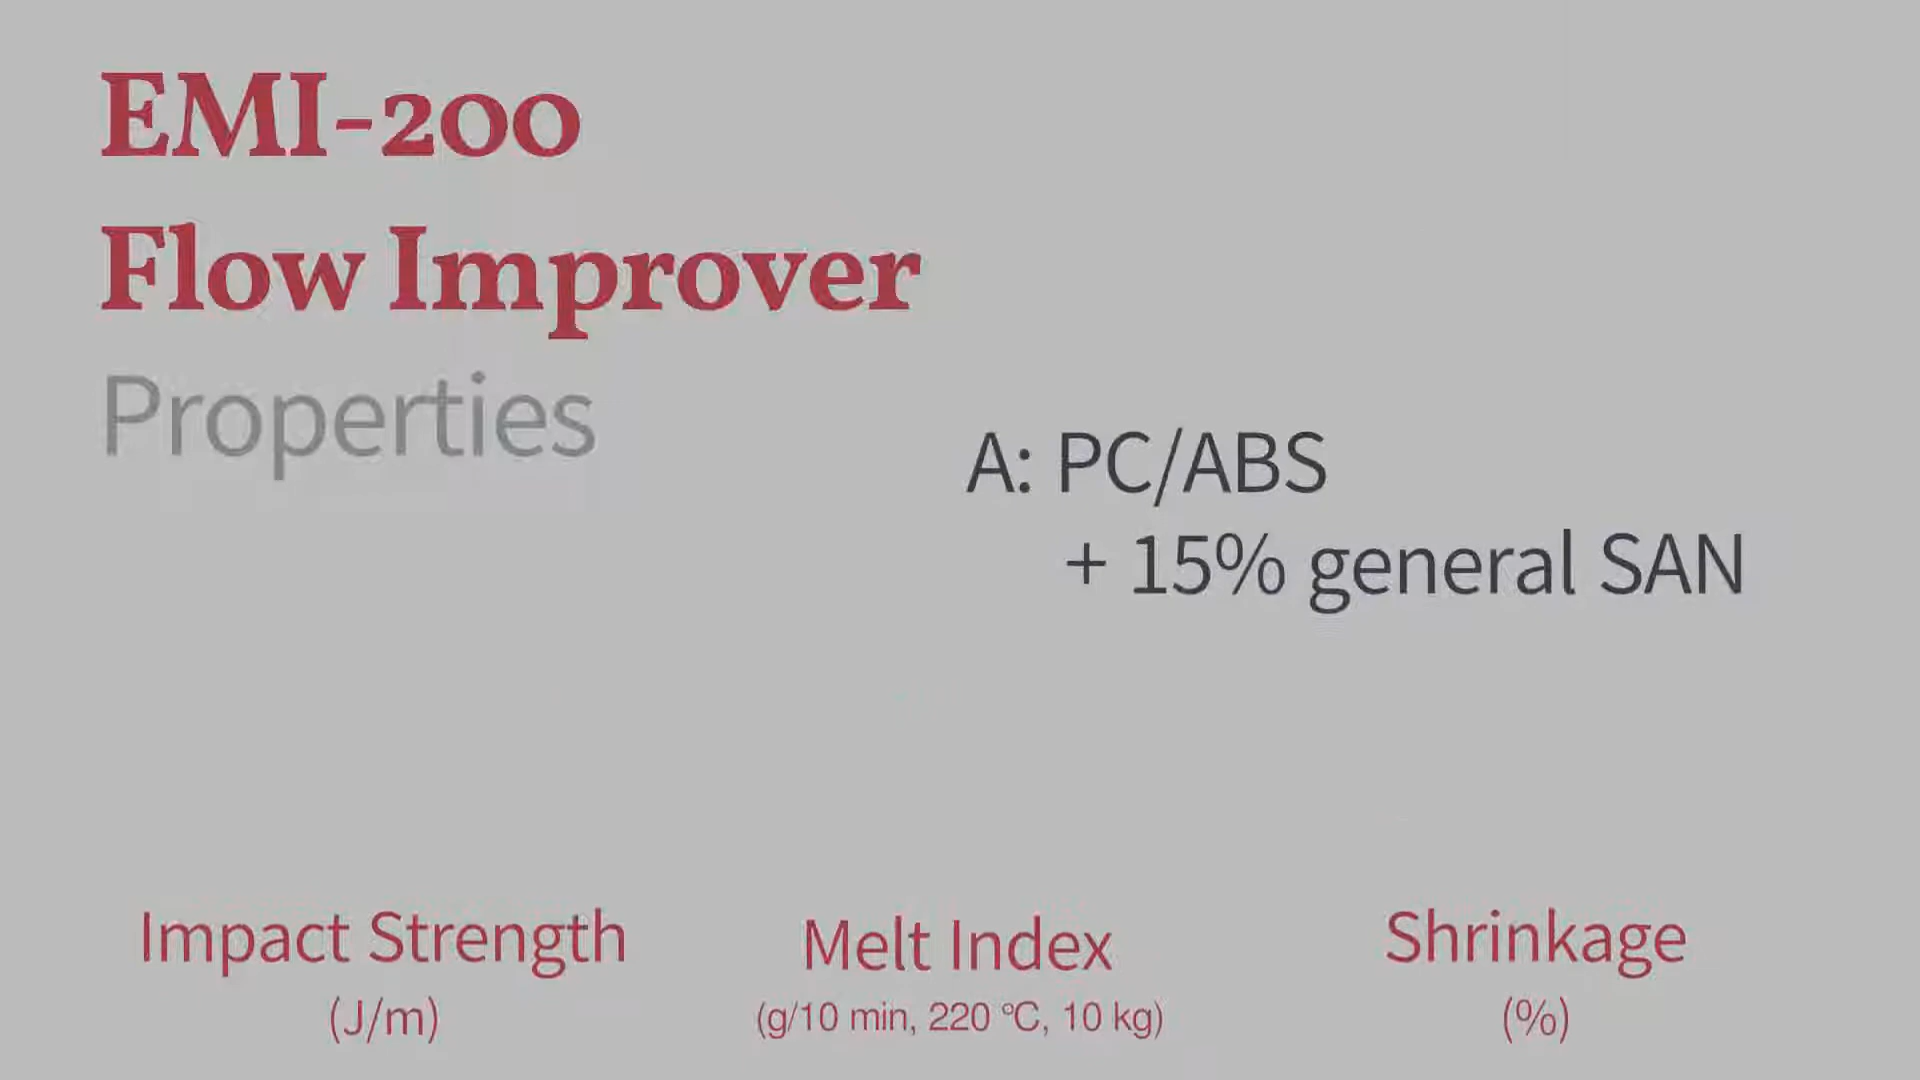 EMI-200
Flow Improver
Properties
A: PC/ABS
+ 15% general SAN
Impact Strength
(J/m)
Melt Index
(g/10 min, 220 °C, 10 kg)
Shrinkage
(%)